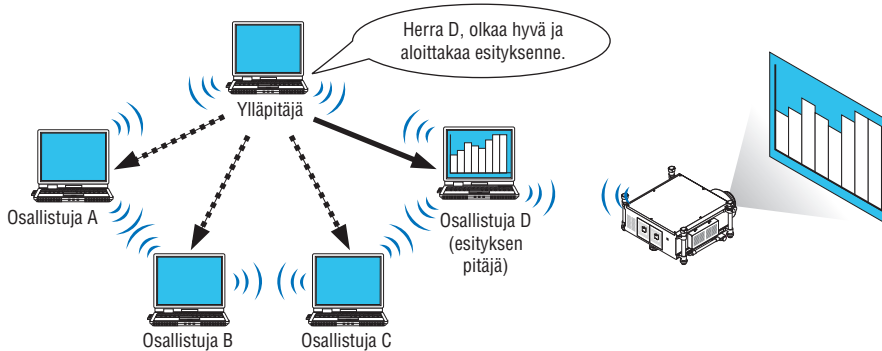 Herra D, olkaa hyvä ja
aloittakaa esityksenne.
Ylläpitäjä
Osallistuja A
Osallistuja D
(esityksen
pitäjä)
Osallistuja B
Osallistuja C